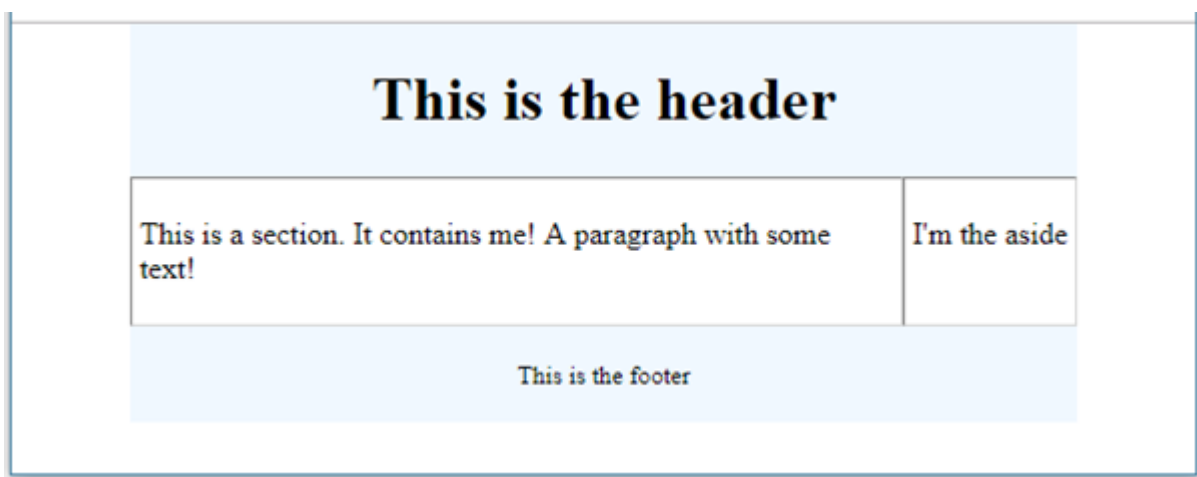 This is the header
This is a section. It contains me! A paragraph with some
text!
I'm the aside
This is the footer